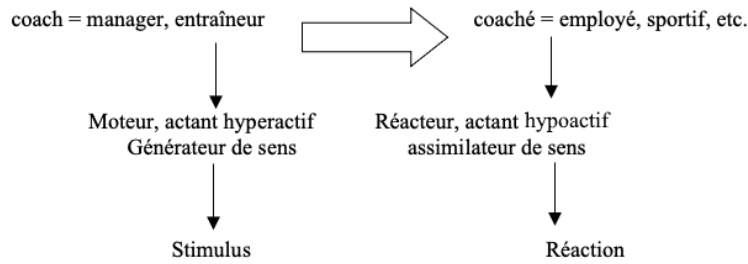 coach = manager, entraîneur
coaché = employé, sportif, etc.
Moteur, actant hyperactif
Générateur de sens
Réacteur, actant hypoactif
assimilateur de sens
Stimulus
Réaction